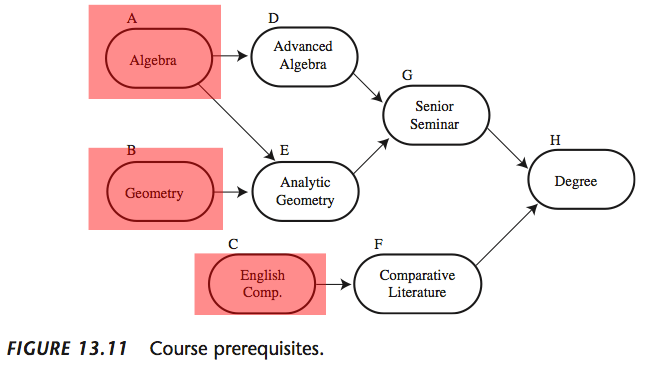 A
Algebra
D
Advanced
Algebra
G
Senior
Seminar
B
Geometry
E
Analytic
Geometry
H
Degree
C
English
Comp.
F
Comparative
Literature
FIGURE 13.11 Course prerequisites.